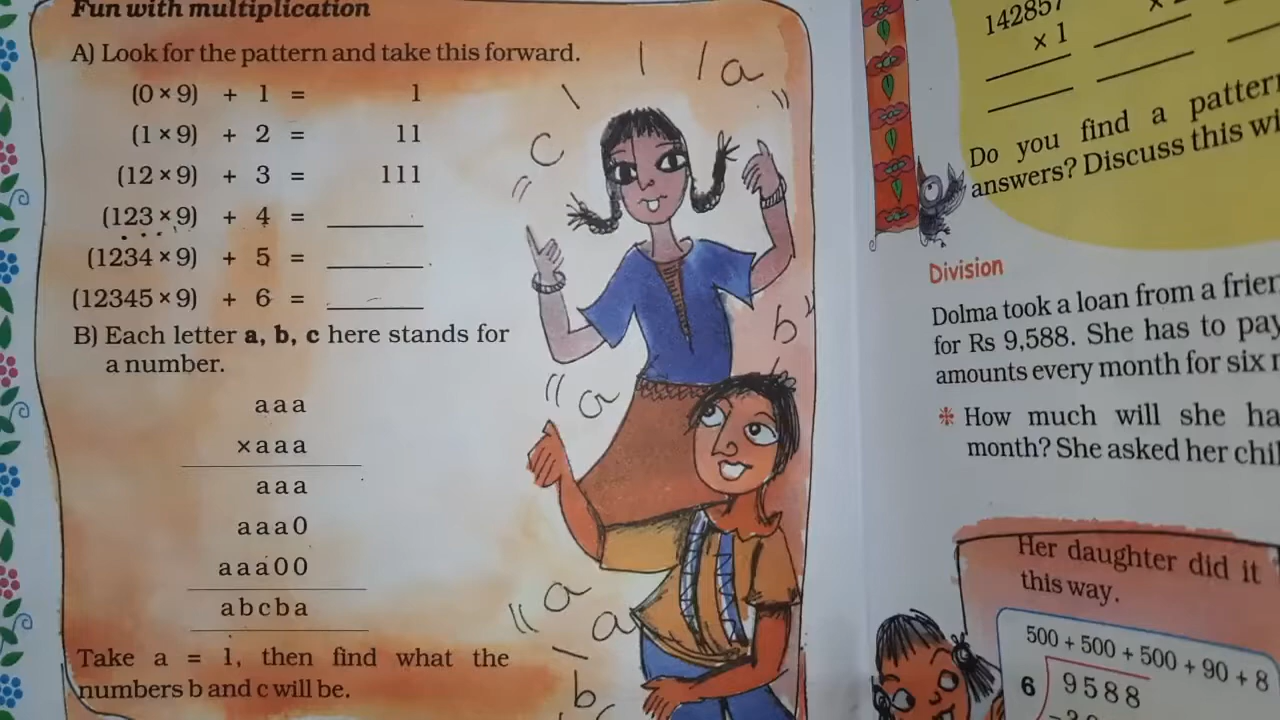 Fun with multiplication
A) Look for the pattern and take this forward.
(0 × 9) + 1 = 1
(1 × 9) + 2 = 11
(12 × 9) + 3 = 111
(123 × 9) + 4 = ______
(1234 × 9) + 5 = ______
(12345 × 9) + 6 = ______
B) Each letter a, b, c here stands for
a number.
a a a
× a a a
a a a
a a a 0
a a a 0 0
a b c b a
Take a = 1, then find what the
numbers b and c will be.
a
c
b
a
a
a
b
142857
× 1
×
Do you find a pattern
answers? Discuss this
Division
Dolma took a loan from a
for Rs 9,588. She has to pay
amounts every month for six
* How much will she
month? She asked her
Her daughter did it
this way.
500 + 500 + 500 + 90 + 8
6 9588